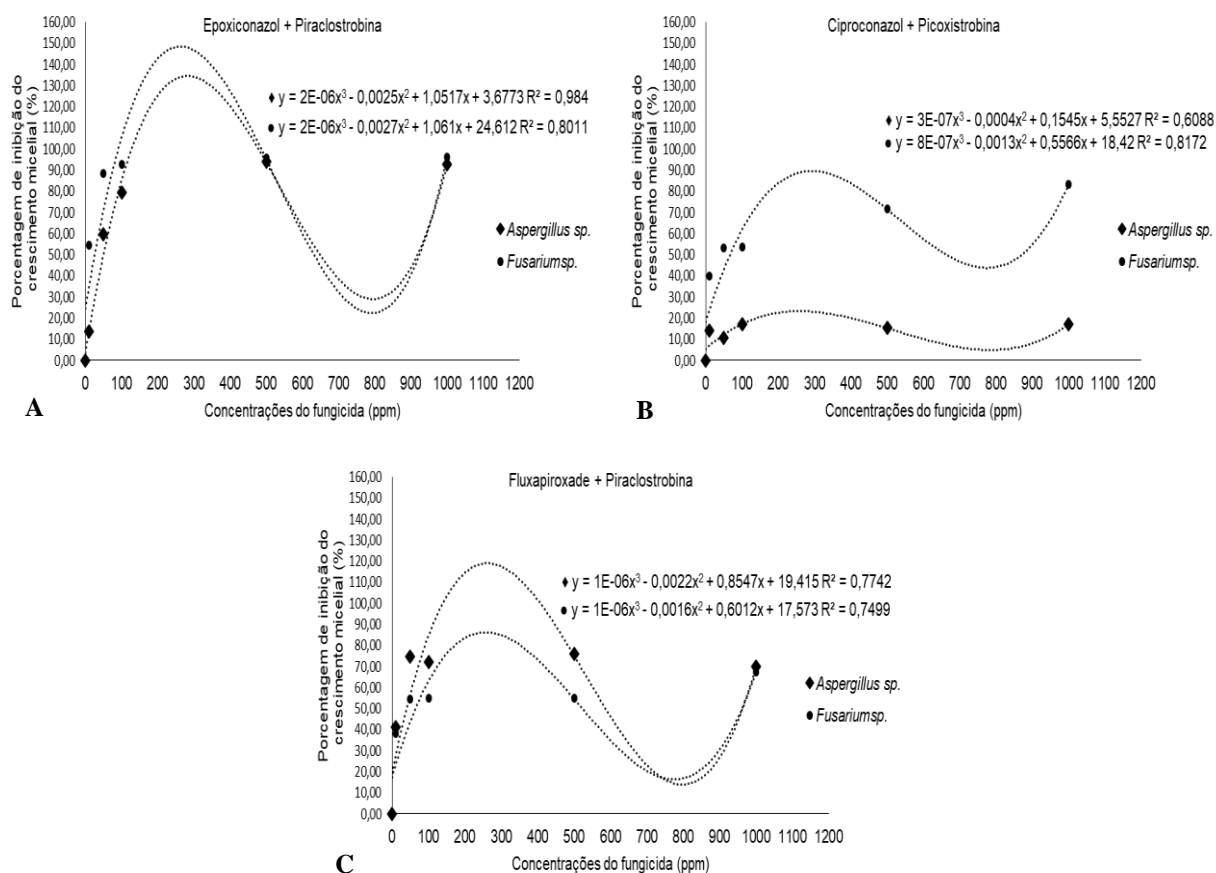 Epoxiconazol + Piraclostrobina
Porcentagem de inibição do
crescimento micelial (%)
160,00
150,00
140,00
130,00
120,00
110,00
100,00
90,00
80,00
70,00
60,00
50,00
40,00
30,00
20,00
10,00
0,00
y = 2E-06x³ - 0,0025x² + 1,0517x + 3,6773 R² = 0,984
y = 2E-06x³ - 0,0027x² + 1,061x + 24,612 R² = 0,8011
Aspergillus sp.
Fusariumsp.
0 100 200 300 400 500 600 700 800 900 1000 1100 1200
Concentrações do fungicida (ppm)
A
Ciproconazol + Picoxistrobina
Porcentagem de inibição do
crescimento micelial (%)
160,00
150,00
140,00
130,00
120,00
110,00
100,00
90,00
80,00
70,00
60,00
50,00
40,00
30,00
20,00
10,00
0,00
y = 3E-07x³ - 0,0004x² + 0,1545x + 5,5527 R² = 0,6088
y = 8E-07x³ - 0,0013x² + 0,5566x + 18,42 R² = 0,8172
Aspergillus sp.
Fusariumsp.
0 100 200 300 400 500 600 700 800 900 1000 1100 1200
Concentrações do fungicida (ppm)
B
Fluxapiroxade + Piraclostrobina
Porcentagem de inibição do
crescimento micelial (%)
160,00
150,00
140,00
130,00
120,00
110,00
100,00
90,00
80,00
70,00
60,00
50,00
40,00
30,00
20,00
10,00
0,00
y = 1E-06x³ - 0,0022x² + 0,8547x + 19,415 R² = 0,7742
y = 1E-06x³ - 0,0016x² + 0,6012x + 17,573 R² = 0,7499
Aspergillus sp.
Fusariumsp.
0 100 200 300 400 500 600 700 800 900 1000 1100 1200
Concentrações do fungicida (ppm)
C